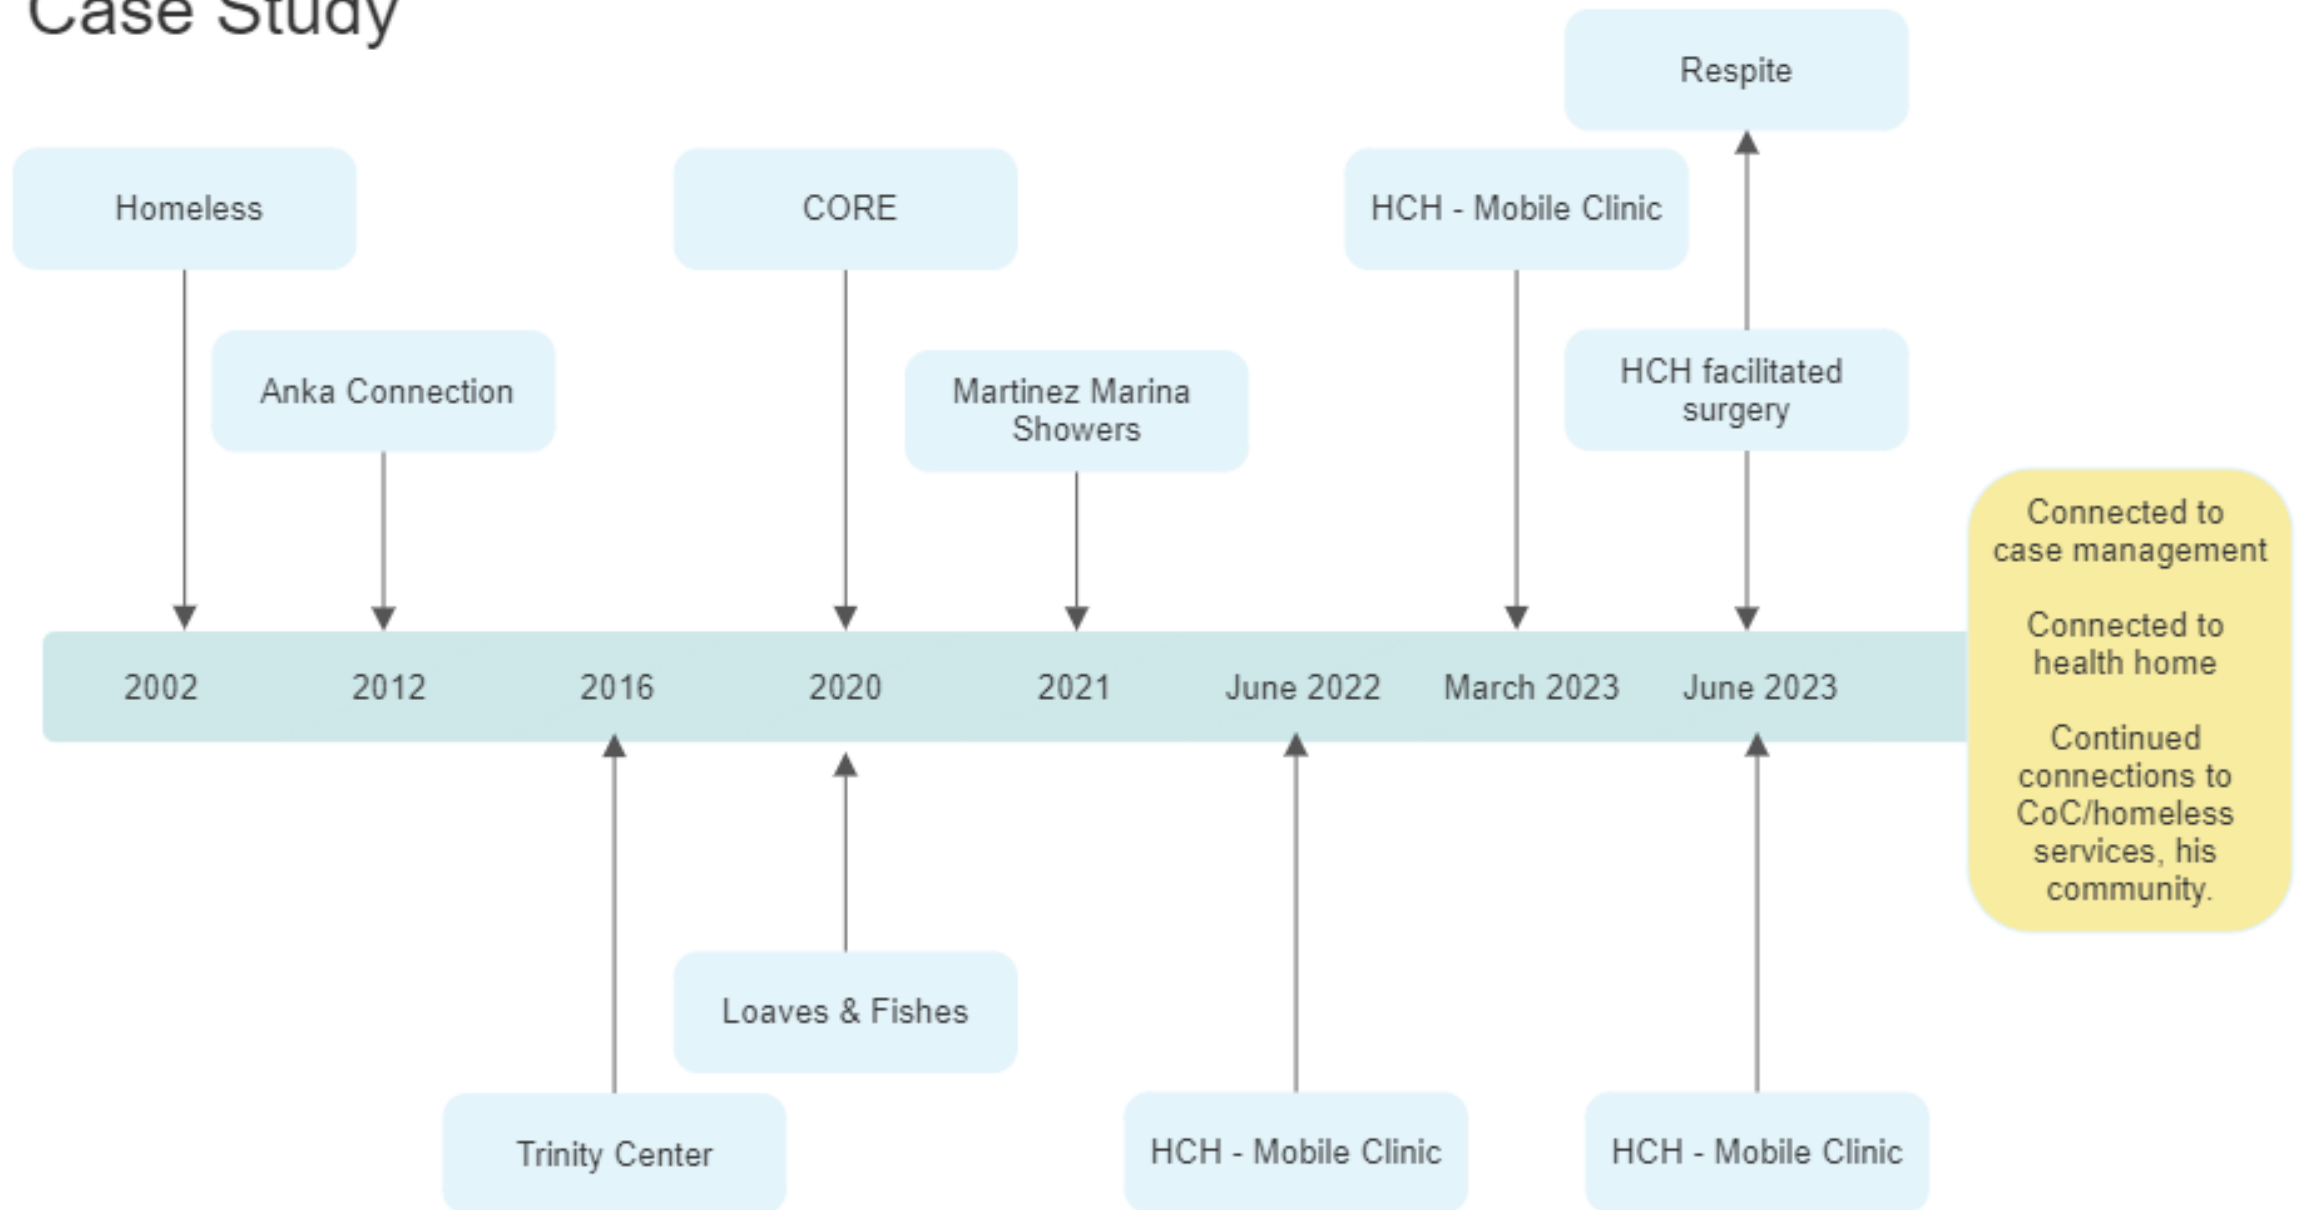 Case Study
Respite
Homeless
CORE
HCH - Mobile Clinic
Anka Connection
Martinez Marina
Showers
HCH facilitated
surgery
2002
2012
2016
2020
2021
June 2022
March 2023
June 2023
Connected to
case management
Connected to
health home
Continued
connections to
CoC/homeless
services, his
community.
Loaves & Fishes
Trinity Center
HCH - Mobile Clinic
HCH - Mobile Clinic